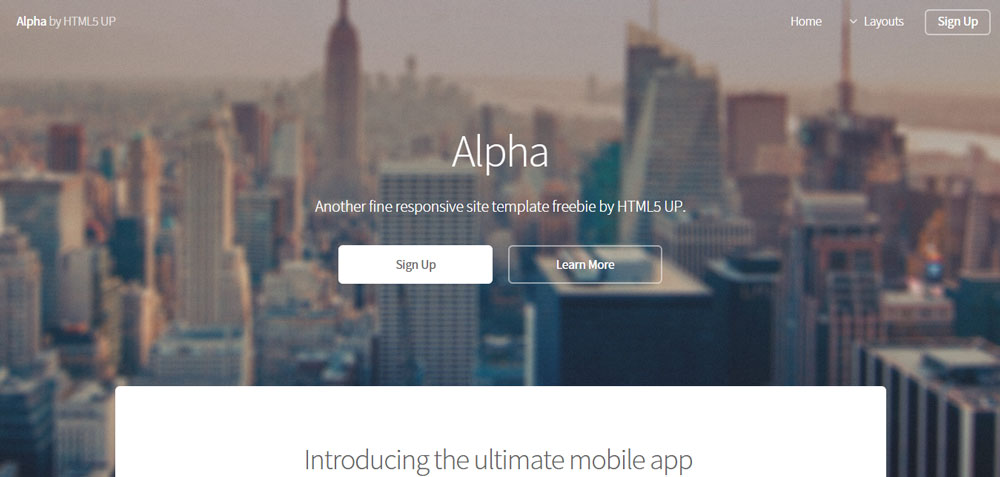 Alpha by HTML5 UP
Home
Layouts
Sign Up
Alpha
Another fine responsive site template freebie by HTML5 UP.
Sign Up
Learn More
Introducing the ultimate mobile app